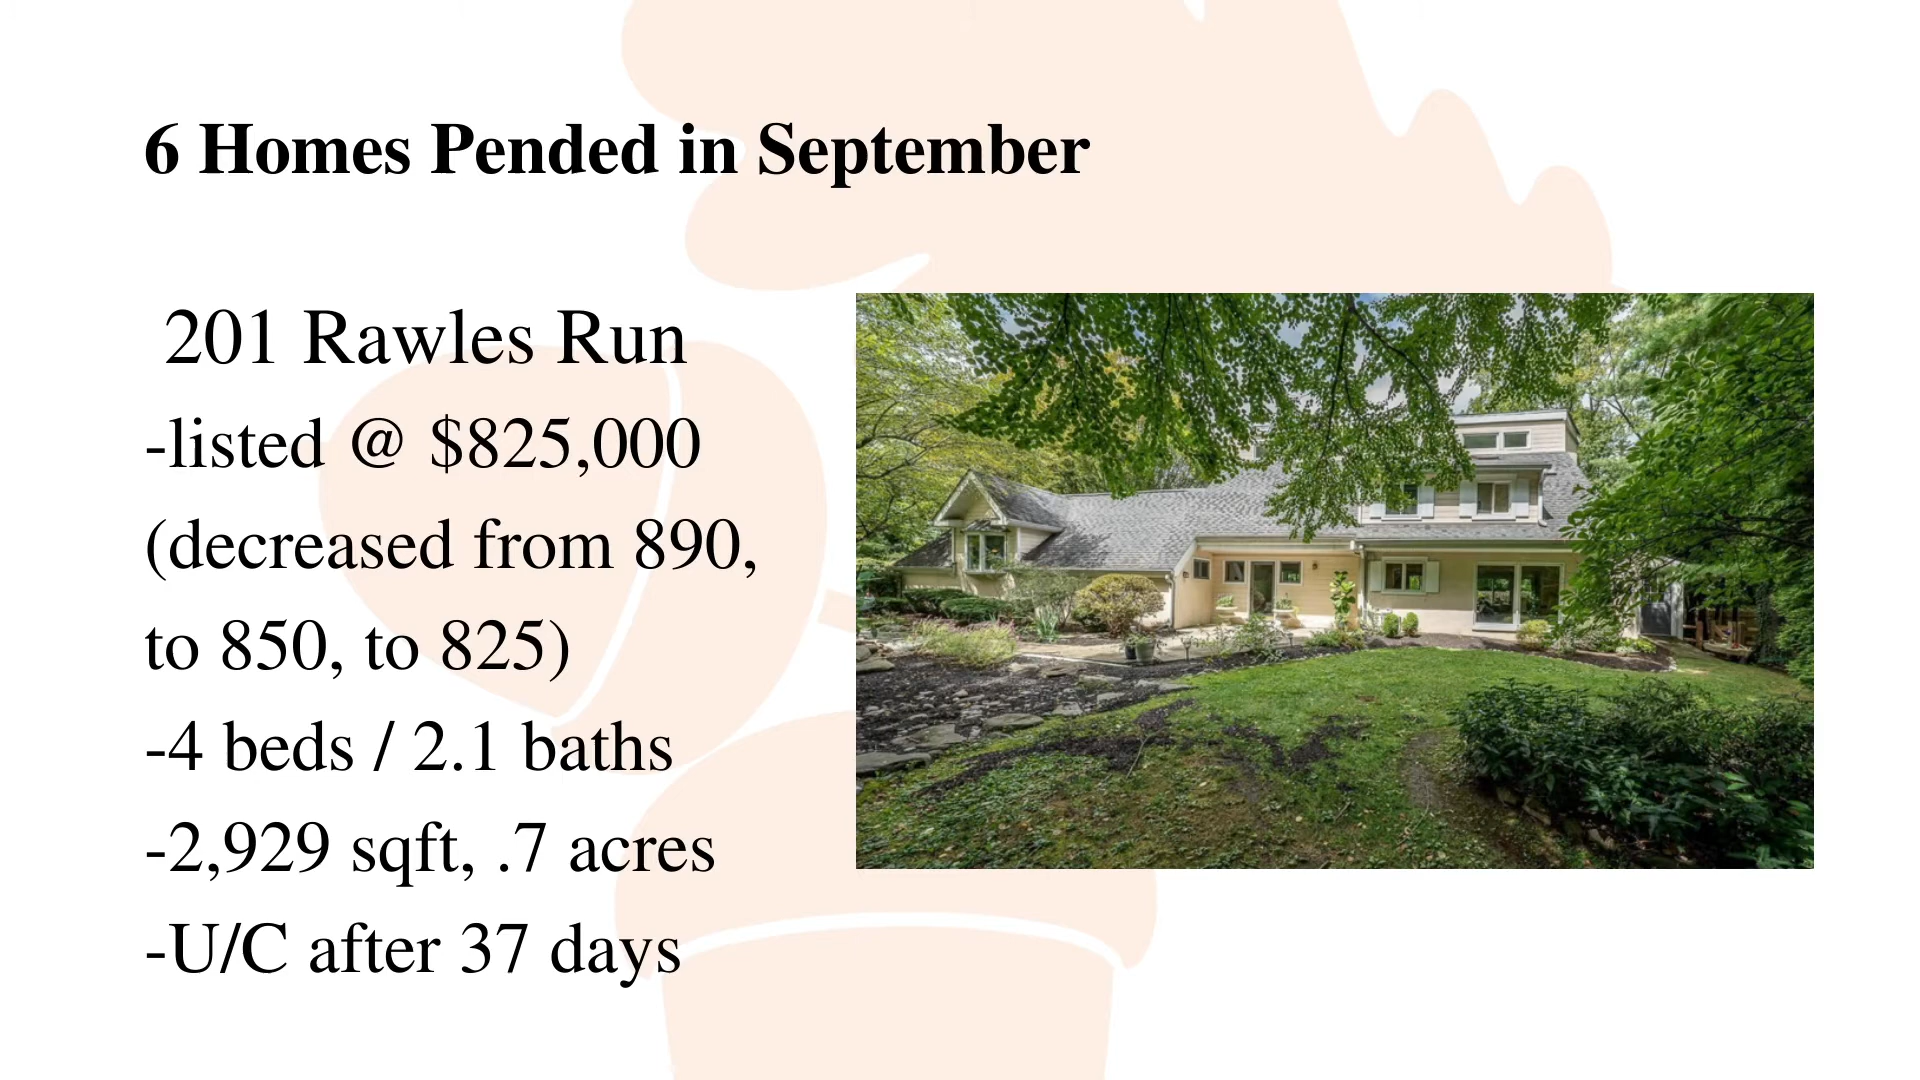 6 Homes Pended in September
201 Rawles Run
-listed @ $825,000
(decreased from 890,
to 850, to 825)
-4 beds / 2.1 baths
-2,929 sqft, .7 acres
-U/C after 37 days